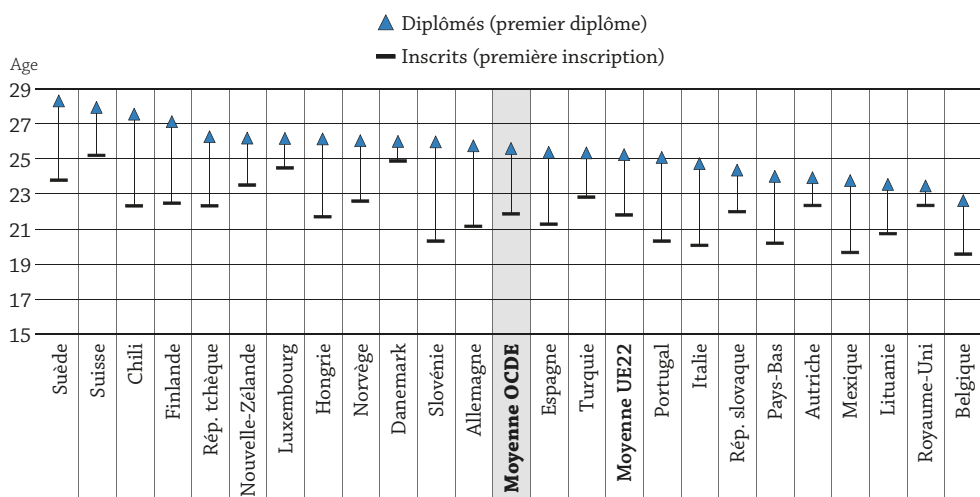 Diplômés (premier diplôme)
Inscrits (première inscription)
Age
29
27
25
23
21
19
17
15
Suède
Suisse
Chili
Finlande
Rép. tchèque
Nouvelle-Zélande
Luxembourg
Hongrie
Norvège
Danemark
Slovénie
Allemagne
Moyenne OCDE
Espagne
Turquie
Moyenne UE22
Portugal
Italie
Rép. slovaque
Pays-Bas
Autriche
Mexique
Lituanie
Royaume-Uni
Belgique